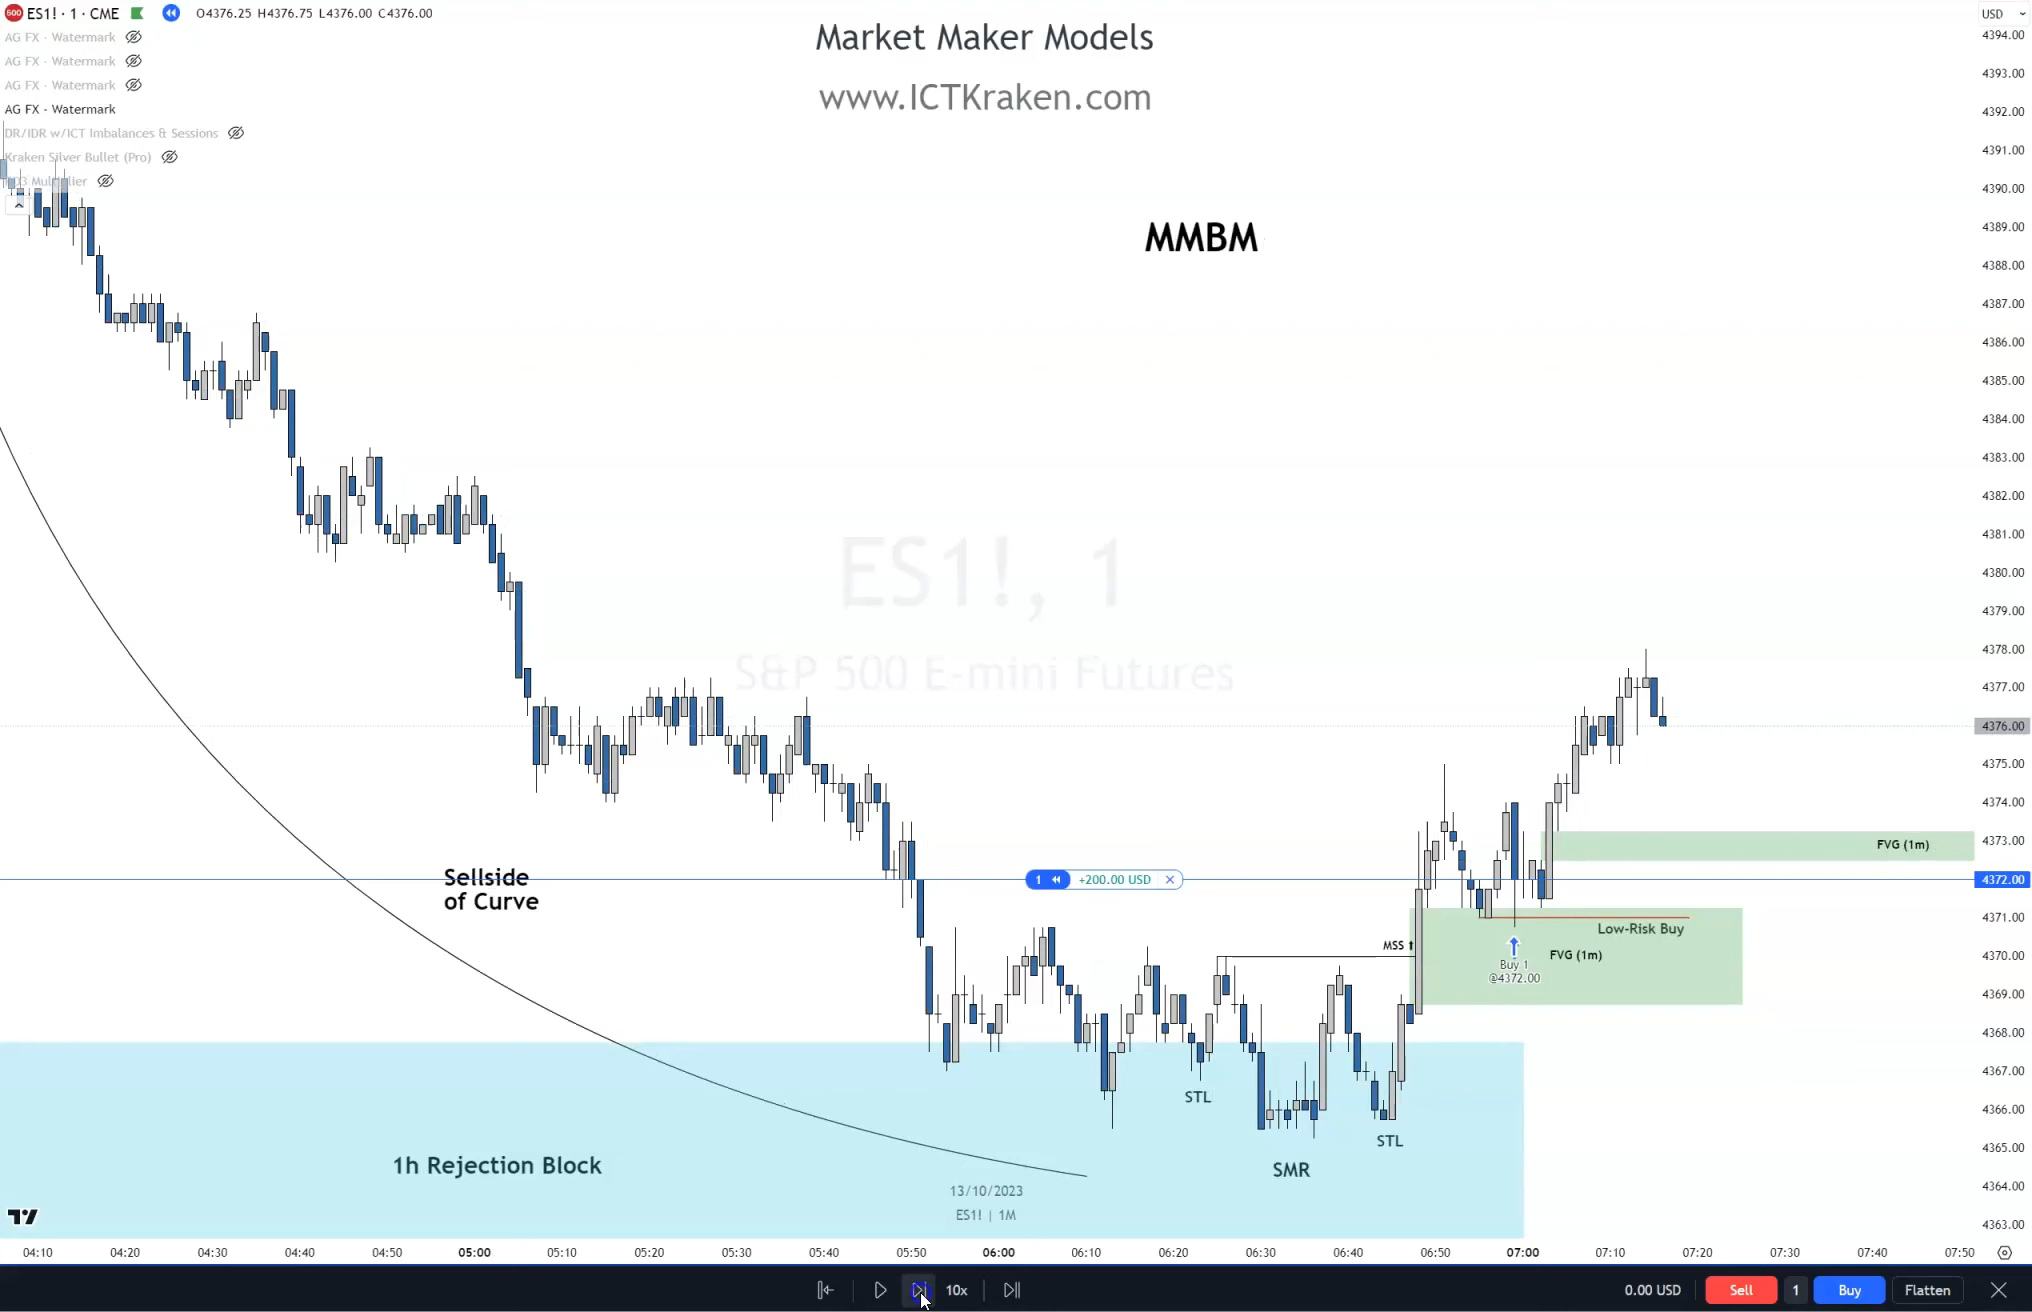 500 ES1! · 1 · CME O4376.25 H4376.75 L4376.00 C4376.00
AG FX - Watermark
AG FX - Watermark
AG FX - Watermark
AG FX - Watermark
DR/IDR w/ICT Imbalances & Sessions
Kraken Silver Bullet (Pro)
Market Maker Models
www.ICTKraken.com
MMBM
ES1!, 1
S&P 500 E-mini Futures
Sellside
of Curve
1 +200.00 USD
MSS
Low-Risk Buy
FVG (1m)
FVG (1m)
Buy 1
@4372.00
STL
STL
SMR
1h Rejection Block
13/10/2023
ES1! | 1M
USD
4394.00
4393.00
4392.00
4391.00
4390.00
4389.00
4388.00
4387.00
4386.00
4385.00
4384.00
4383.00
4382.00
4381.00
4380.00
4379.00
4378.00
4377.00
4376.00
4375.00
4374.00
4373.00
4372.00
4371.00
4370.00
4369.00
4368.00
4367.00
4366.00
4365.00
4364.00
4363.00
04:10 04:20 04:30 04:40 04:50 05:00 05:10 05:20 05:30 05:40 05:50 06:00 06:10 06:20 06:30 06:40 06:50 07:00 07:10 07:20 07:30 07:40 07:50
10x 0.00 USD Sell 1 Buy Flatten